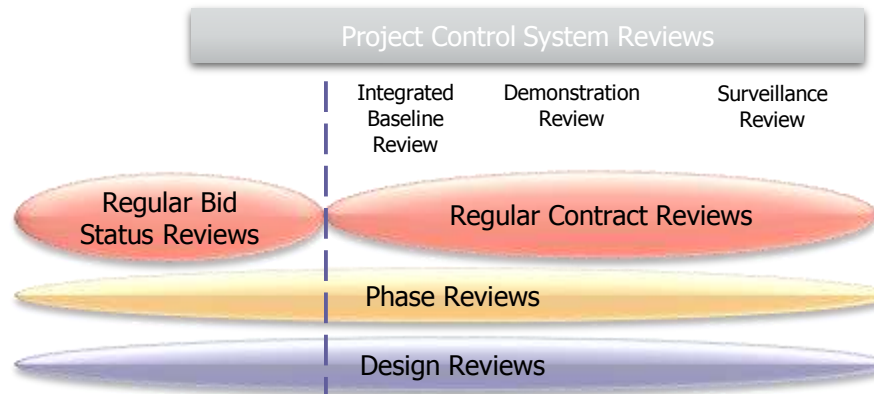 Project Control System Reviews
Integrated
Baseline
Review
Demonstration
Review
Surveillance
Review
Regular Bid
Status Reviews
Regular Contract Reviews
Phase Reviews
Design Reviews